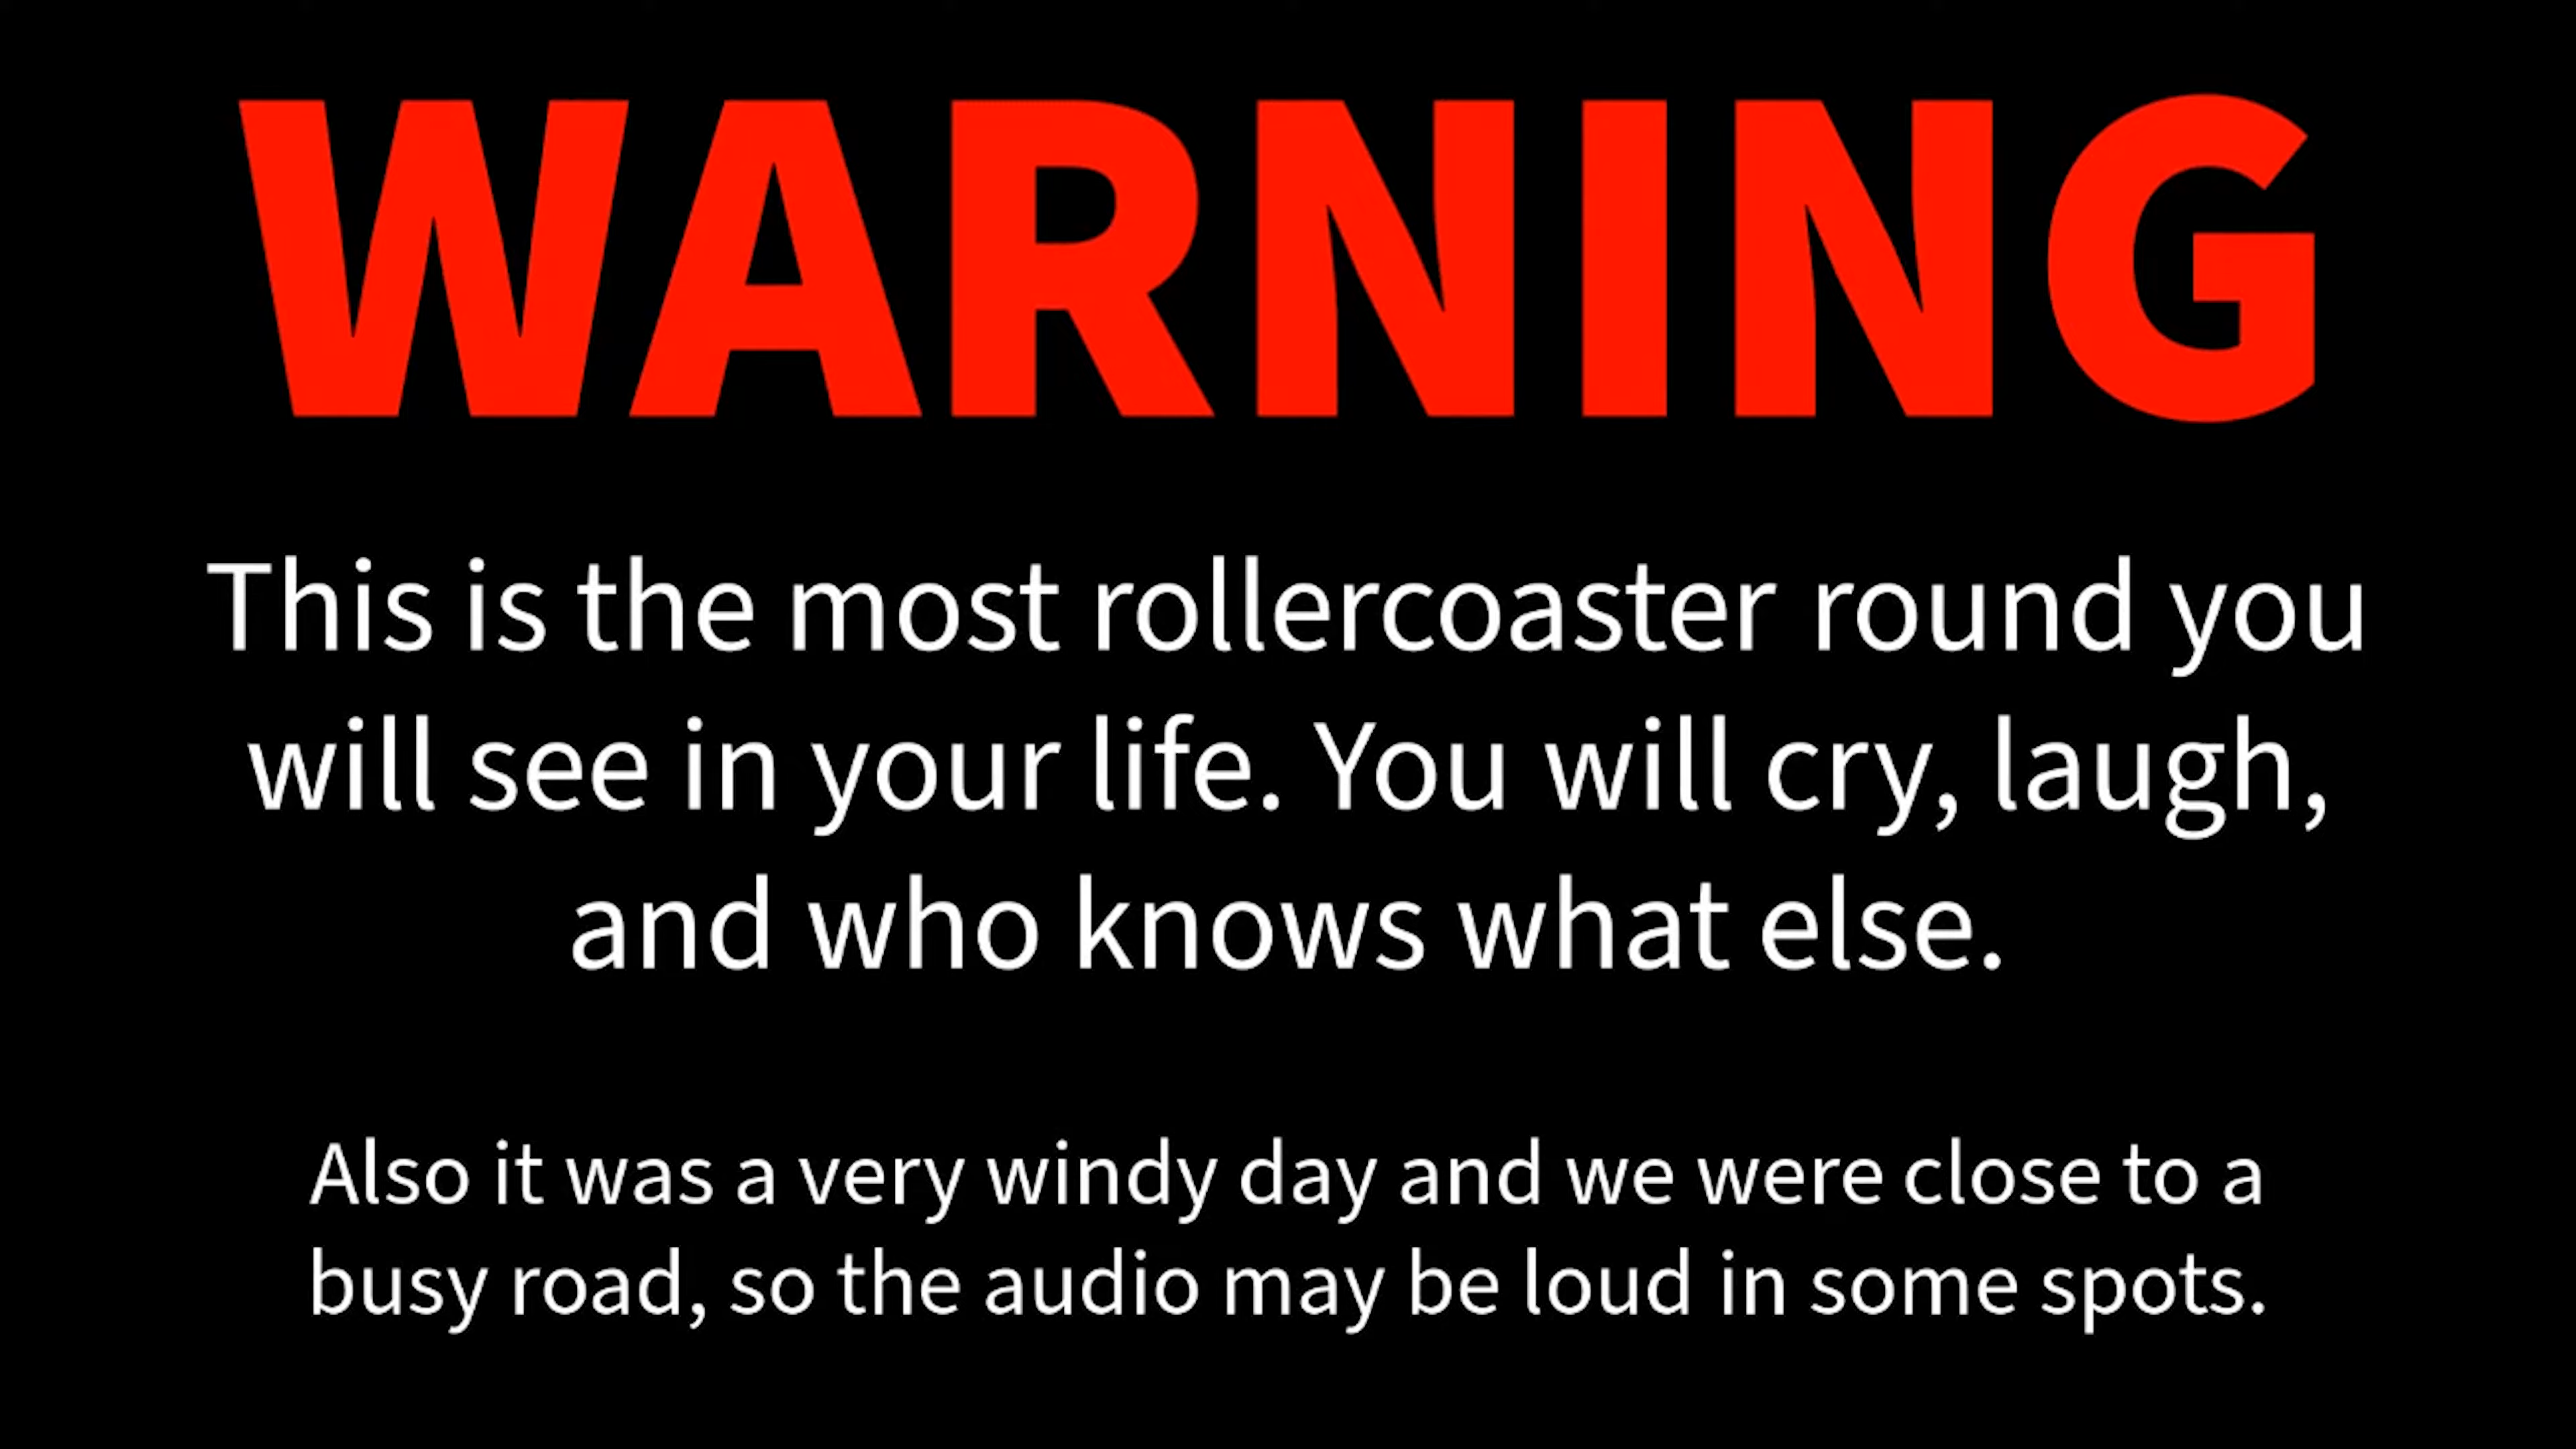 WARNING
This is the most rollercoaster round you
will see in your life. You will cry, laugh,
and who knows what else.
Also it was a very windy day and we were close to a
busy road, so the audio may be loud in some spots.